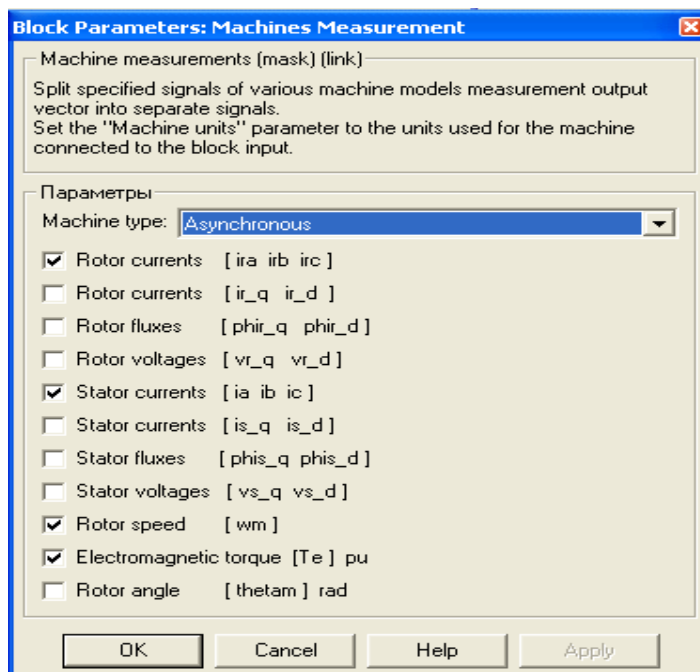 Block Parameters: Machines Measurement
Machine measurements (mask) (link)
Split specified signals of various machine models measurement output
vector into separate signals.
Set the "Machine units" parameter to the units used for the machine
connected to the block input.
Параметры
Machine type: Asynchronous
Rotor currents [ ira irb irc ]
Rotor currents [ ir_q ir_d ]
Rotor fluxes [ phir_q phir_d ]
Rotor voltages [ vr_q vr_d ]
Stator currents [ ia ib ic ]
Stator currents [ is_q is_d ]
Stator fluxes [ phis_q phis_d ]
Stator voltages [ vs_q vs_d ]
Rotor speed [ wm ]
Electromagnetic torque [Te ] pu
Rotor angle [ thetam ] rad
OK Cancel Help Apply